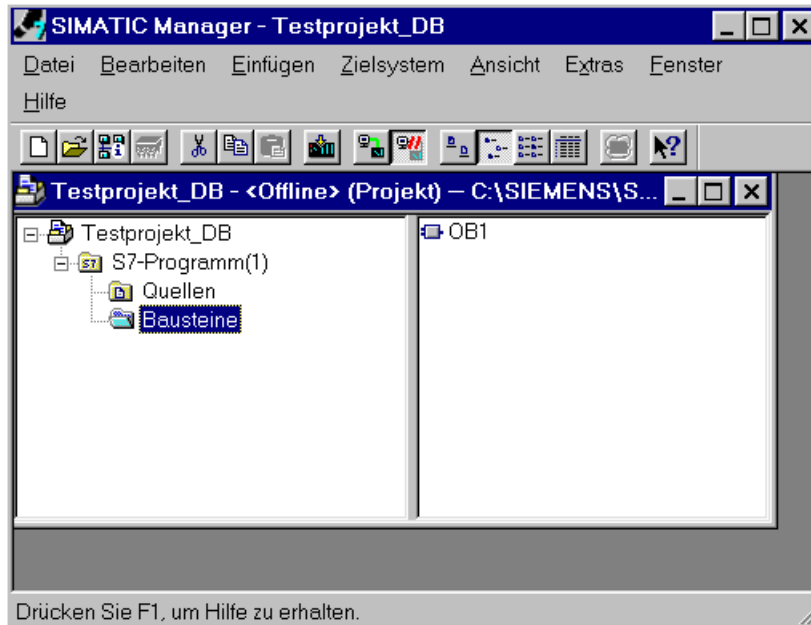 SIMATIC Manager - Testprojekt_DB
Datei Bearbeiten Einfügen Zielsystem Ansicht Extras Fenster
Hilfe
Testprojekt_DB - <Offline> (Projekt) – C:\SIEMENS\S...
Testprojekt_DB
S7-Programm(1)
Quellen
Bausteine
OB1
Drücken Sie F1, um Hilfe zu erhalten.